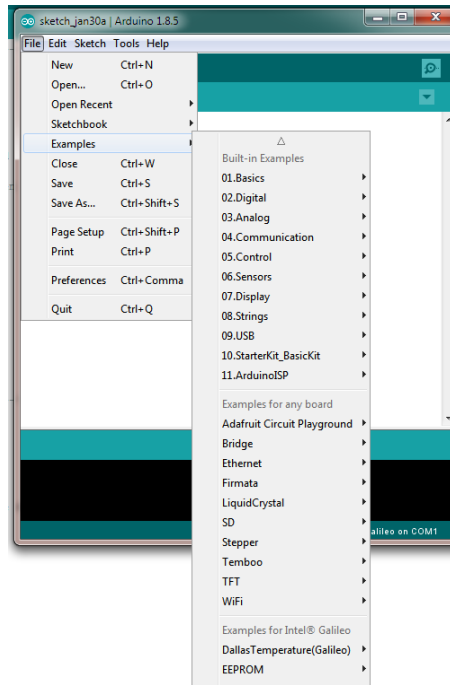 sketch_jan30a | Arduino 1.8.5
File Edit Sketch Tools Help
New Ctrl+N
Open... Ctrl+O
Open Recent
Sketchbook
Examples
Close Ctrl+W
Save Ctrl+S
Save As... Ctrl+Shift+S
Page Setup Ctrl+Shift+P
Print Ctrl+P
Preferences Ctrl+Comma
Quit Ctrl+Q
Built-in Examples
01.Basics
02.Digital
03.Analog
04.Communication
05.Control
06.Sensors
07.Display
08.Strings
09.USB
10.StarterKit_BasicKit
11.ArduinoISP
Examples for any board
Adafruit Circuit Playground
Bridge
Ethernet
Firmata
LiquidCrystal
SD
Stepper
Temboo
TFT
WiFi
Examples for Intel® Galileo
DallasTemperature(Galileo)
EEPROM
alileo on COM1